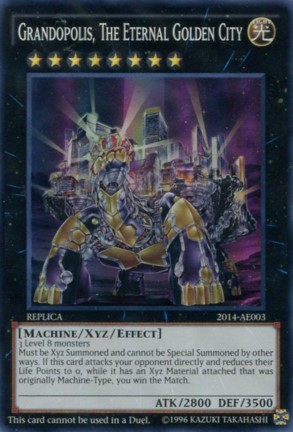 GRANDOPOLIS, THE ETERNAL GOLDEN CITY
光
REPLICA 2014-AE003
[MACHINE/XYZ/EFFECT]
3 Level 8 monsters
Must be Xyz Summoned and cannot be Special Summoned by other
ways. If this card attacks your opponent directly and reduces their
Life Points to 0, while it has an Xyz Material attached that
was originally Machine-Type, you win the Match.
ATK/2800 DEF/3500
This card cannot be used in a Duel. ©1996 KAZUKI TAKAHASHI